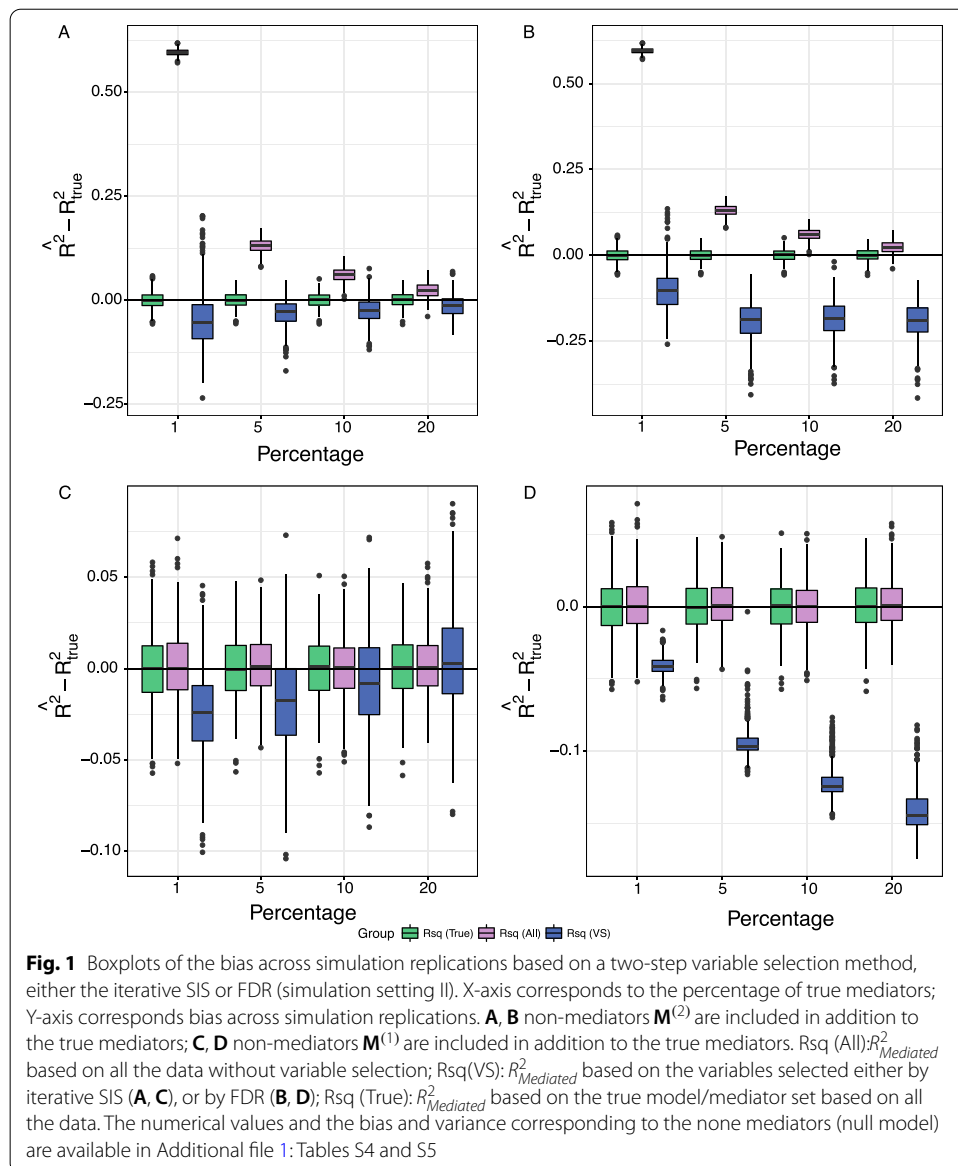 A
0.50
0.25
0.00
−0.25
R̂² − R²true
1 5 10 20
Percentage
B
0.50
0.25
0.00
−0.25
R̂² − R²true
1 5 10 20
Percentage
C
0.05
0.00
−0.05
−0.10
R̂² − R²true
1 5 10 20
Percentage
D
0.0
−0.1
R̂² − R²true
1 5 10 20
Percentage
Group Rsq (True) Rsq (All) Rsq (VS)
Fig. 1 Boxplots of the bias across simulation replications based on a two-step variable selection method,
either the iterative SIS or FDR (simulation setting II). X-axis corresponds to the percentage of true mediators;
Y-axis corresponds bias across simulation replications. A, B non-mediators M⁽²⁾ are included in addition to
the true mediators; C, D non-mediators M⁽¹⁾ are included in addition to the true mediators. Rsq (All):R²Mediated
based on all the data without variable selection; Rsq(VS): R²Mediated based on the variables selected either by
iterative SIS (A, C), or by FDR (B, D); Rsq (True): R²Mediated based on the true model/mediator set based on all
the data. The numerical values and the bias and variance corresponding to the none mediators (null model)
are available in Additional file 1: Tables S4 and S5